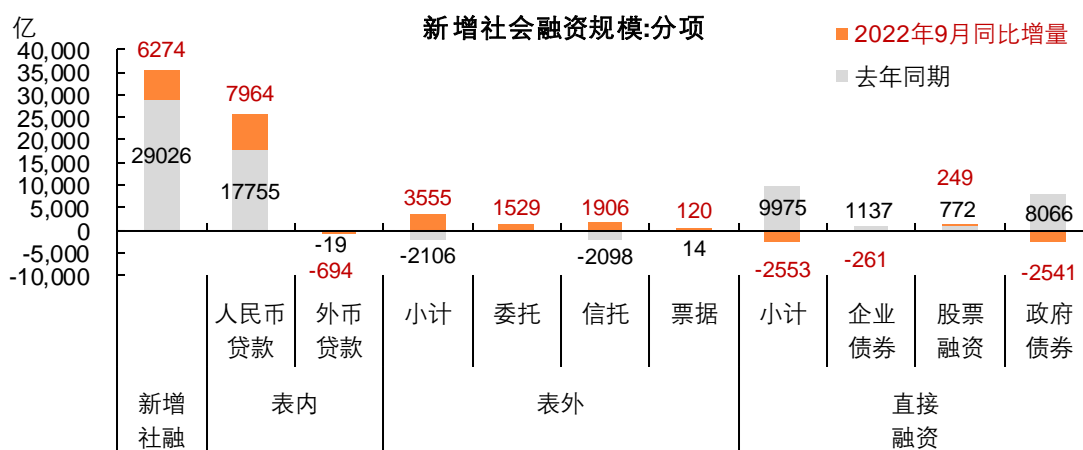 亿
新增社会融资规模:分项
2022年9月同比增量
去年同期
40,000
35,000
30,000
25,000
20,000
15,000
10,000
5,000
0
-5,000
-10,000
6274
29026
7964
17755
-19
-694
3555
-2106
1529
1906
-2098
120
14
9975
-2553
1137
-261
249
772
8066
-2541
人民币
贷款
外币
贷款
小计
委托
信托
票据
小计
企业
债券
股票
融资
政府
债券
新增
社融
表内
表外
直接
融资